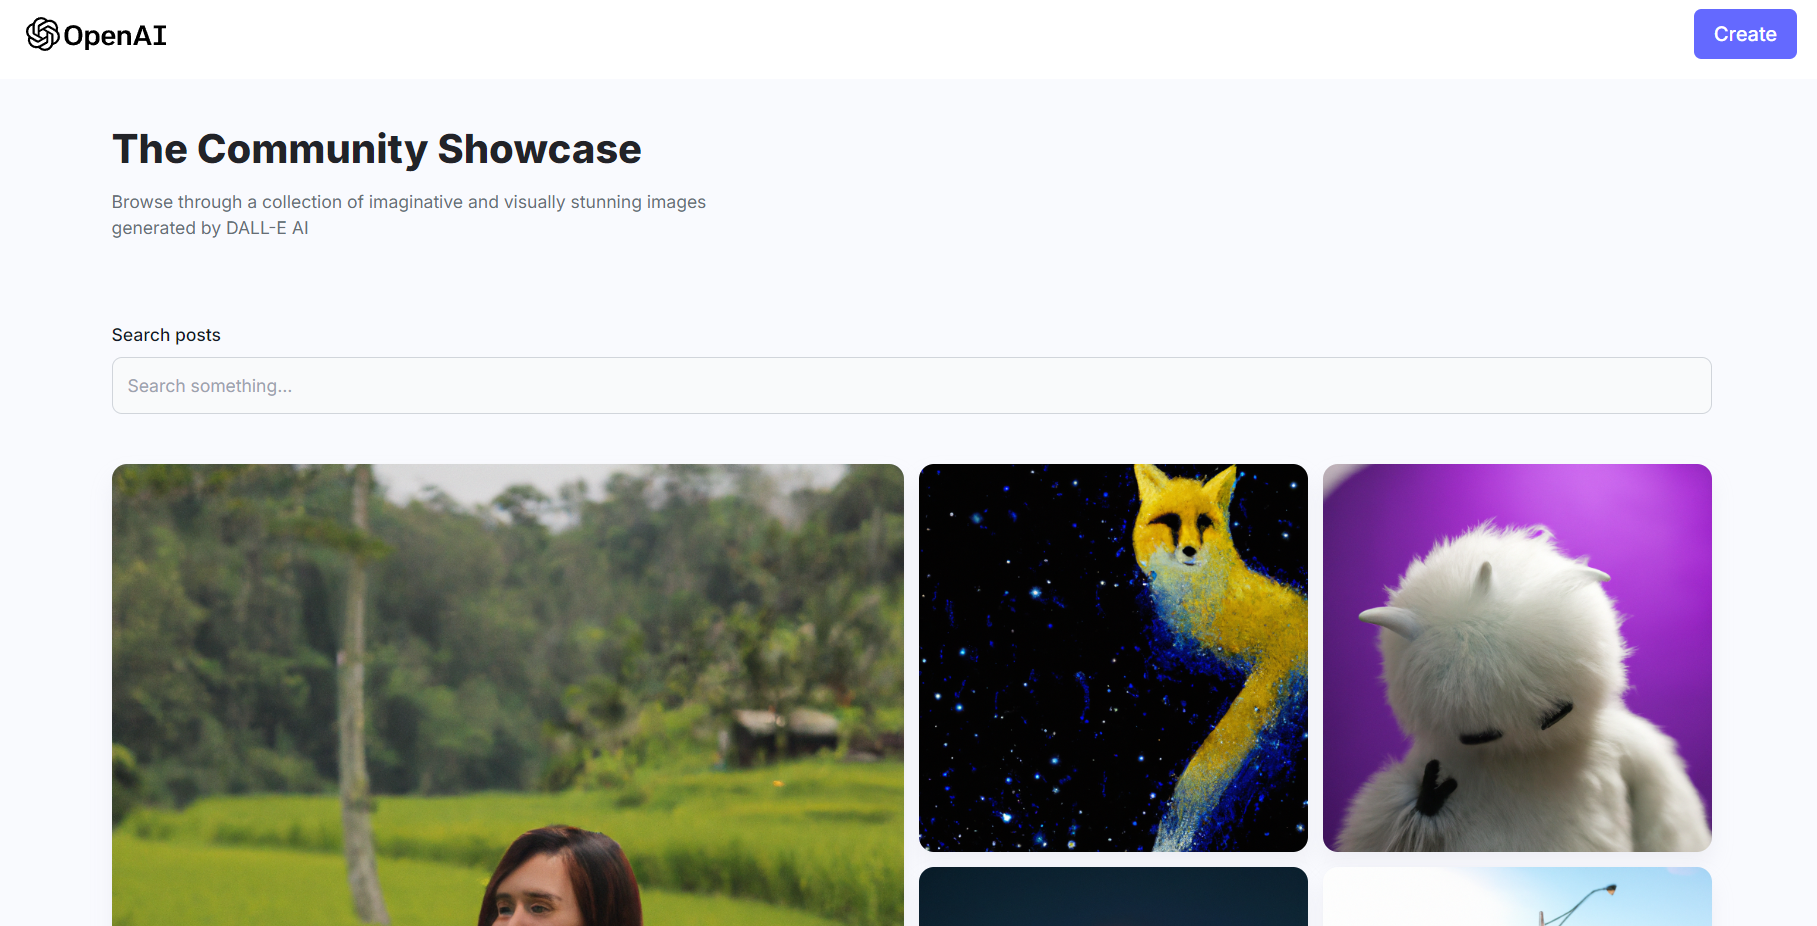 OpenAI
Create
The Community Showcase
Browse through a collection of imaginative and visually stunning images
generated by DALL-E AI
Search posts
Search something...